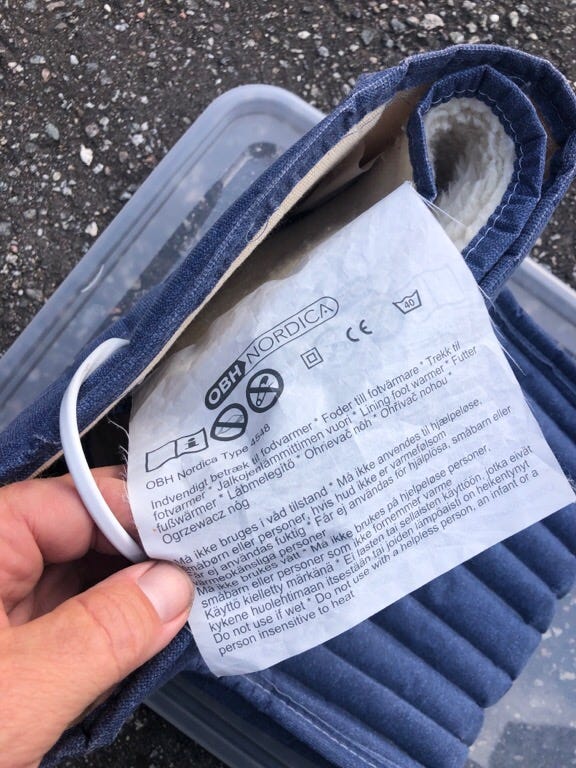 OBH NORDICA
CE
40
OBH Nordica Type 4548
Indvendigt betræk til fodvarmer * Foder till fotvärmare * Trekk til
fotvarmer * Jalkojenlämmittimen vuori * Lining foot warmer * Futter
fußwärmer * Lábmelegítő * Ohrievač nôh * Ohřívač nohou *
Ogrzewacz nóg
Må ikke bruges i våd tilstand * Må ikke anvendes til hjælpeløse,
småbørn eller personer, hvis hud ikke er varmefølsom
Får ej användas fuktig * Får ej användas för hjälplösa, småbarn eller
värmeokänsliga personer
Må ikke brukes våt * Må ikke brukes på hjelpeløse personer,
småbarn eller personer som ikke fornemmer varme
Käyttö kielletty märkänä * Ei lasten tai sellaisten käyttöön, jotka eivät
kykene huolehtimaan itsestään tai joiden lämpöaisti on heikentynyt
Do not use if wet * Do not use with a helpless person, an infant or a
person insensitive to heat